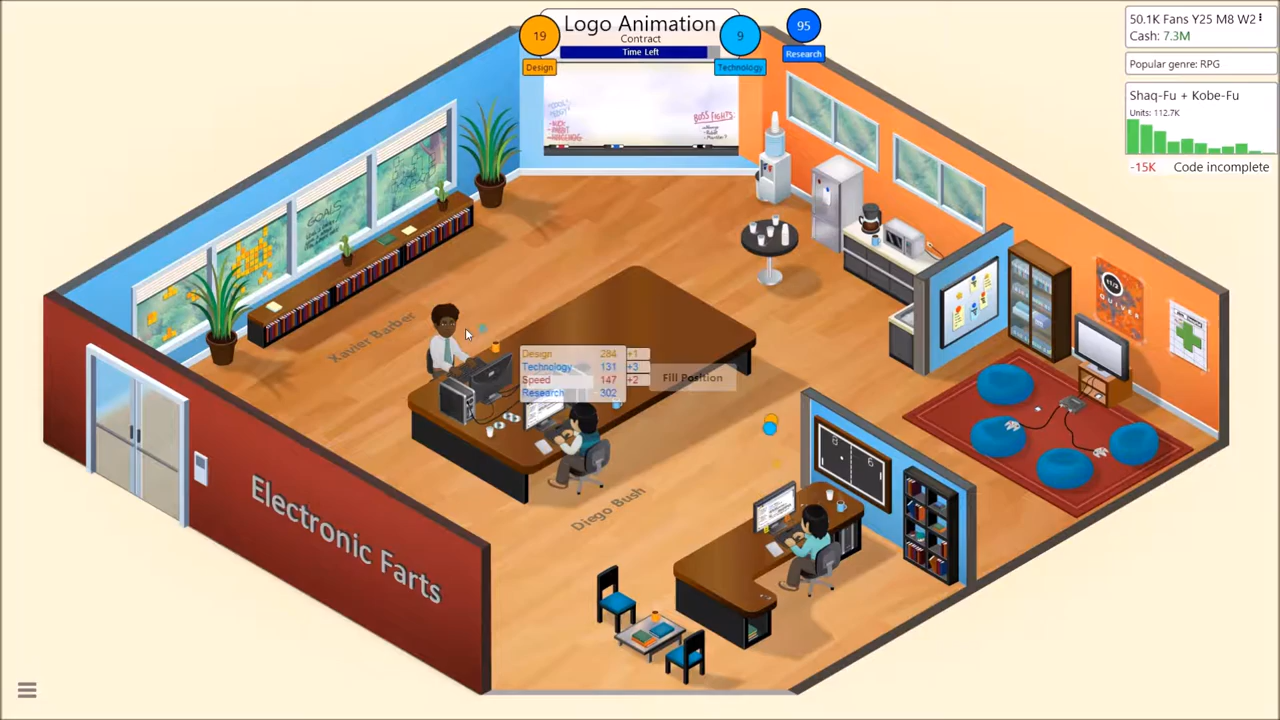 19
Logo Animation
Contract
Time Left
9
95
Design
Technology
Research
50.1K Fans Y25 M8 W2
Cash: 7.3M
Popular genre: RPG
Shaq-Fu + Kobe-Fu
Units: 112.7K
-15K Code incomplete
BOSS FIGHTS
GOALS
Xavier Barber
Design 284 +1
Technology 131 +3
Speed 147 +2
Research 302
Fill Position
Diego Bush
Electronic Farts